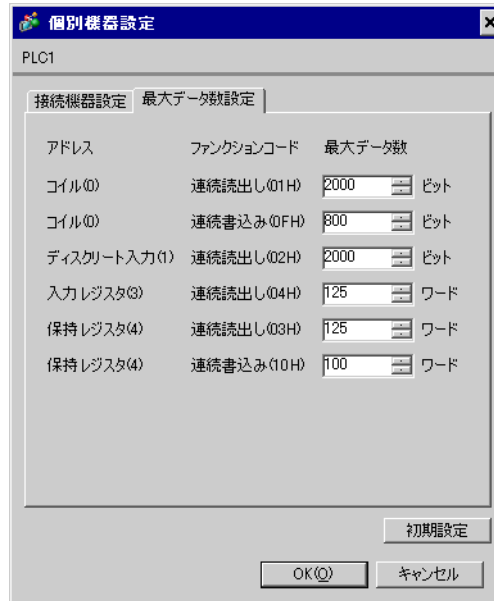 個別機器設定
PLC1
接続機器設定 最大データ数設定
アドレス ファンクションコード 最大データ数
コイル(0) 連続読出し(01H) 2000 ビット
コイル(0) 連続書込み(0FH) 800 ビット
ディスクリート入力(1) 連続読出し(02H) 2000 ビット
入力レジスタ(3) 連続読出し(04H) 125 ワード
保持レジスタ(4) 連続読出し(03H) 125 ワード
保持レジスタ(4) 連続書込み(10H) 100 ワード
初期設定
OK(O) キャンセル